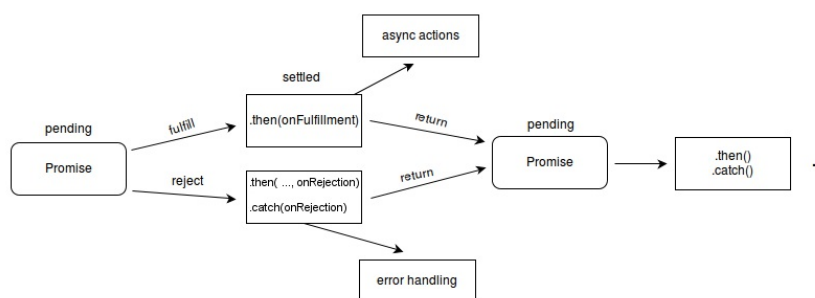 async actions
settled
.then(onFulfillment)
pending
fulfill
return
pending
Promise
Promise
.then()
.catch()
reject
.then( ..., onRejection)
.catch(onRejection)
return
error handling